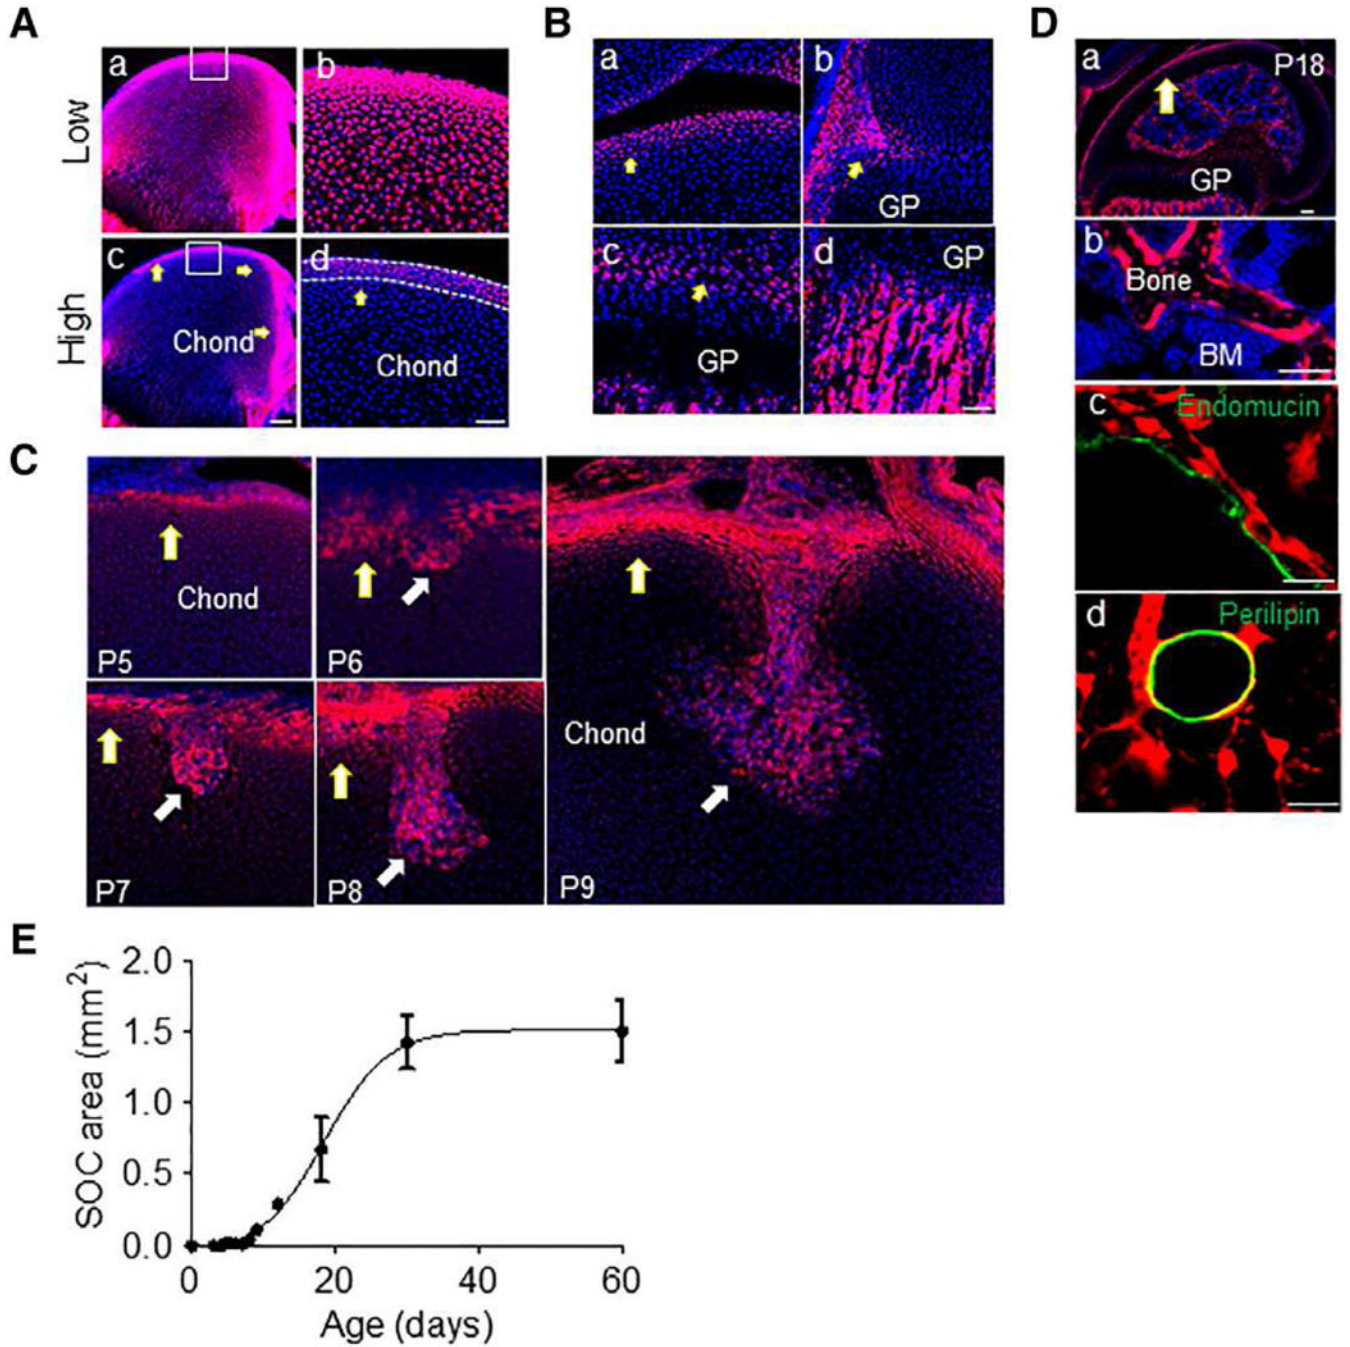 A
Low
High
a
b
c
Chond
d
Chond
B
a
b
GP
c
GP
d
GP
C
Chond
P5
P6
P7
P8
Chond
P9
D
a
P18
GP
b
Bone
BM
c
Endomucin
d
Perilipin
E
SOC area (mm²)
2.0
1.5
1.0
0.5
0.0
0 20 40 60
Age (days)